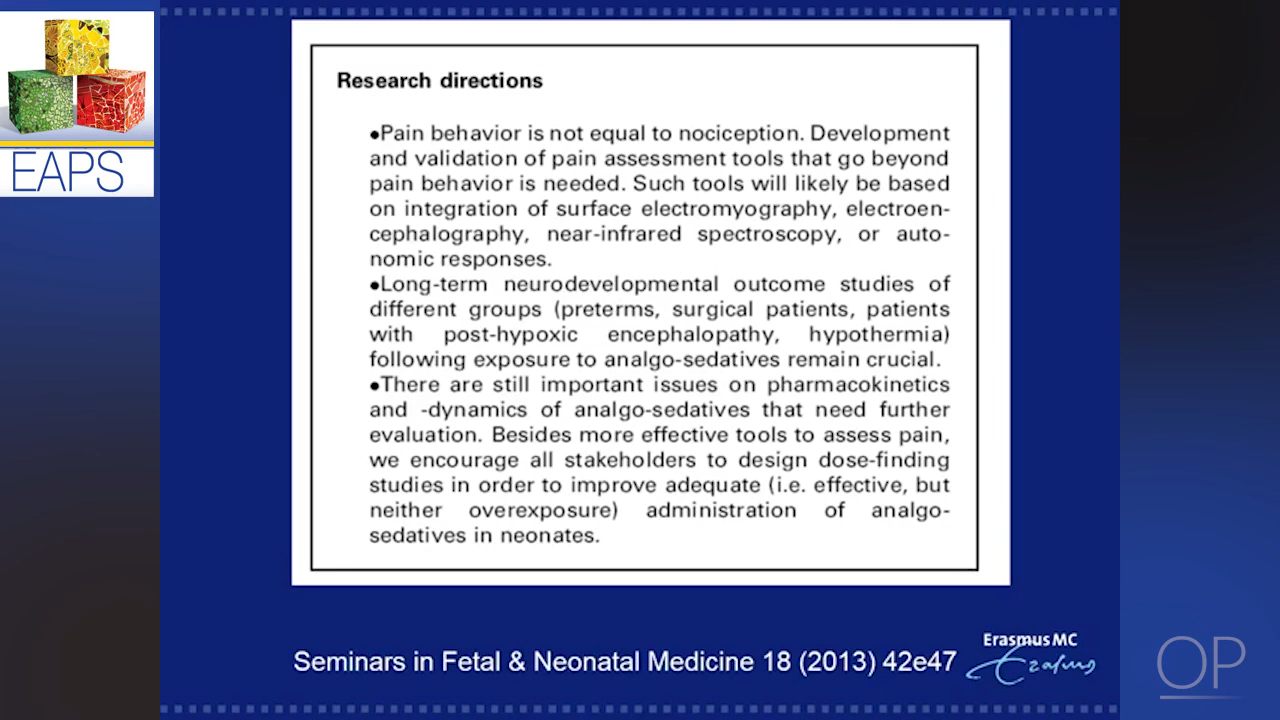 EAPS
Research directions
•Pain behavior is not equal to nociception. Development
and validation of pain assessment tools that go beyond
pain behavior is needed. Such tools will likely be based
on integration of surface electromyography, electroen-
cephalography, near-infrared spectroscopy, or auto-
nomic responses.
•Long-term neurodevelopmental outcome studies of
different groups (preterms, surgical patients, patients
with post-hypoxic encephalopathy, hypothermia)
following exposure to analgo-sedatives remain crucial.
•There are still important issues on pharmacokinetics
and -dynamics of analgo-sedatives that need further
evaluation. Besides more effective tools to assess pain,
we encourage all stakeholders to design dose-finding
studies in order to improve adequate (i.e. effective, but
neither overexposure) administration of analgo-
sedatives in neonates.
Seminars in Fetal & Neonatal Medicine 18 (2013) 42e47
Erasmus MC
Erasmus
OP